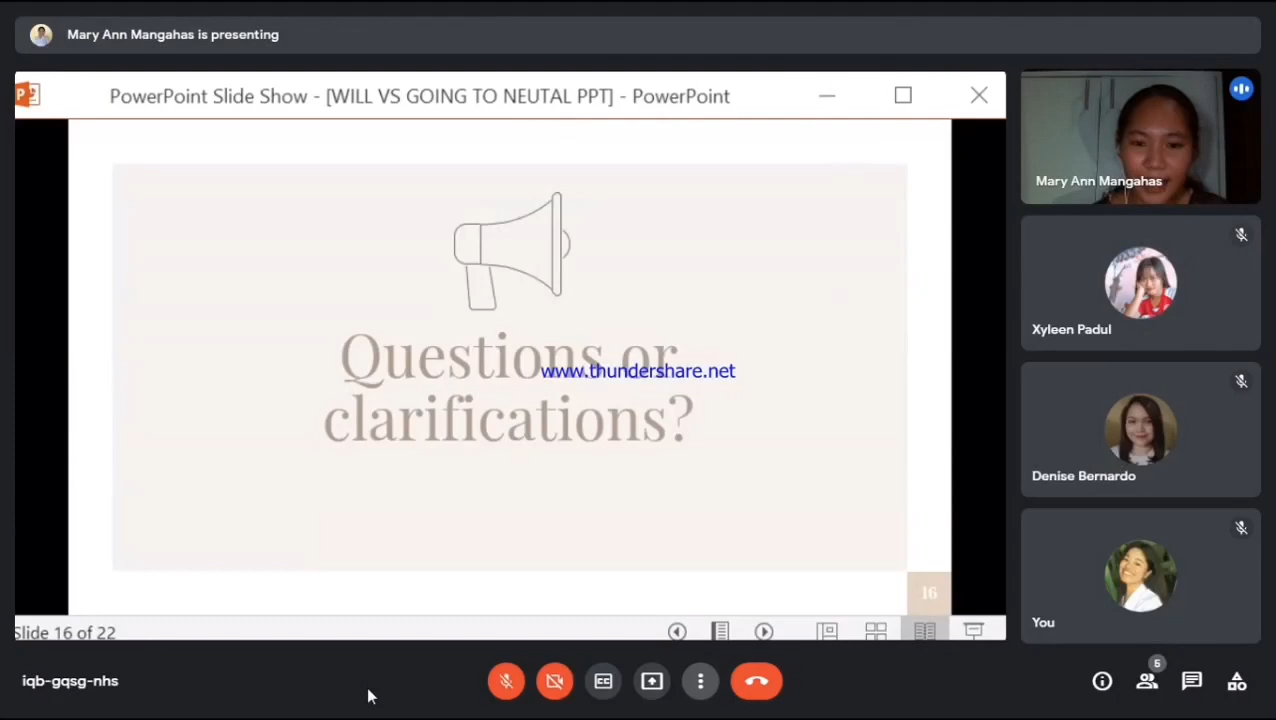 Mary Ann Mangahas is presenting
PowerPoint Slide Show - [WILL VS GOING TO NEUTAL PPT] - PowerPoint
Questions or
www.thundershare.net
clarifications?
16
Slide 16 of 22
Mary Ann Mangahas
Xyleen Padul
Denise Bernardo
You
iqb-gqsg-nhs
CC
5